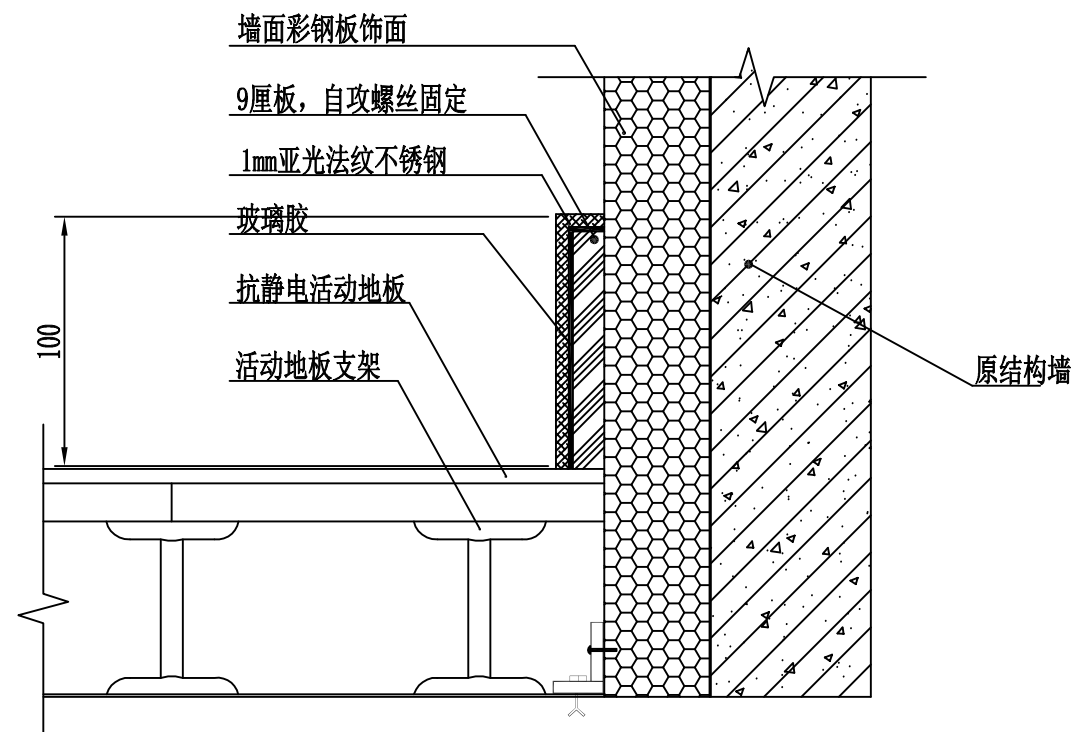 墙面彩钢板饰面
9厘板，自攻螺丝固定
1mm亚光法纹不锈钢
玻璃胶
抗静电活动地板
100
活动地板支架
原结构墙